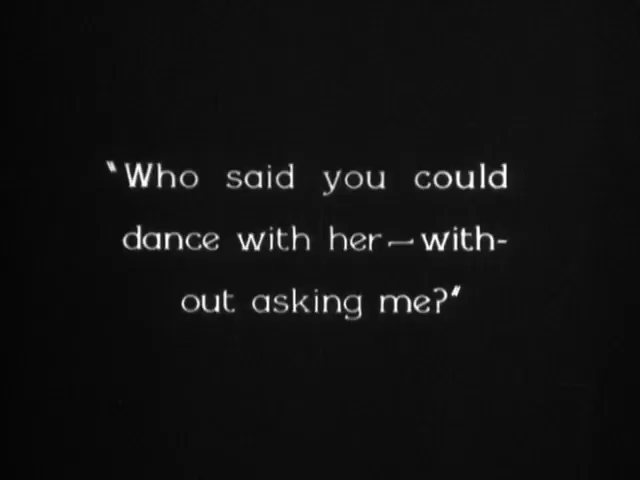 "Who said you could
dance with her—with-
out asking me?"